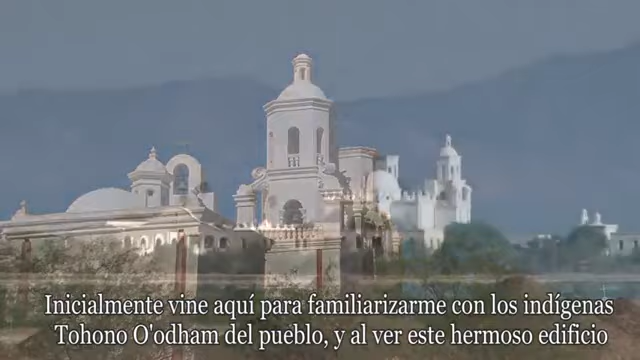 Inicialmente vine aquí para familiarizarme con los indígenas
Tohono O'odham del pueblo, y al ver este hermoso edificio